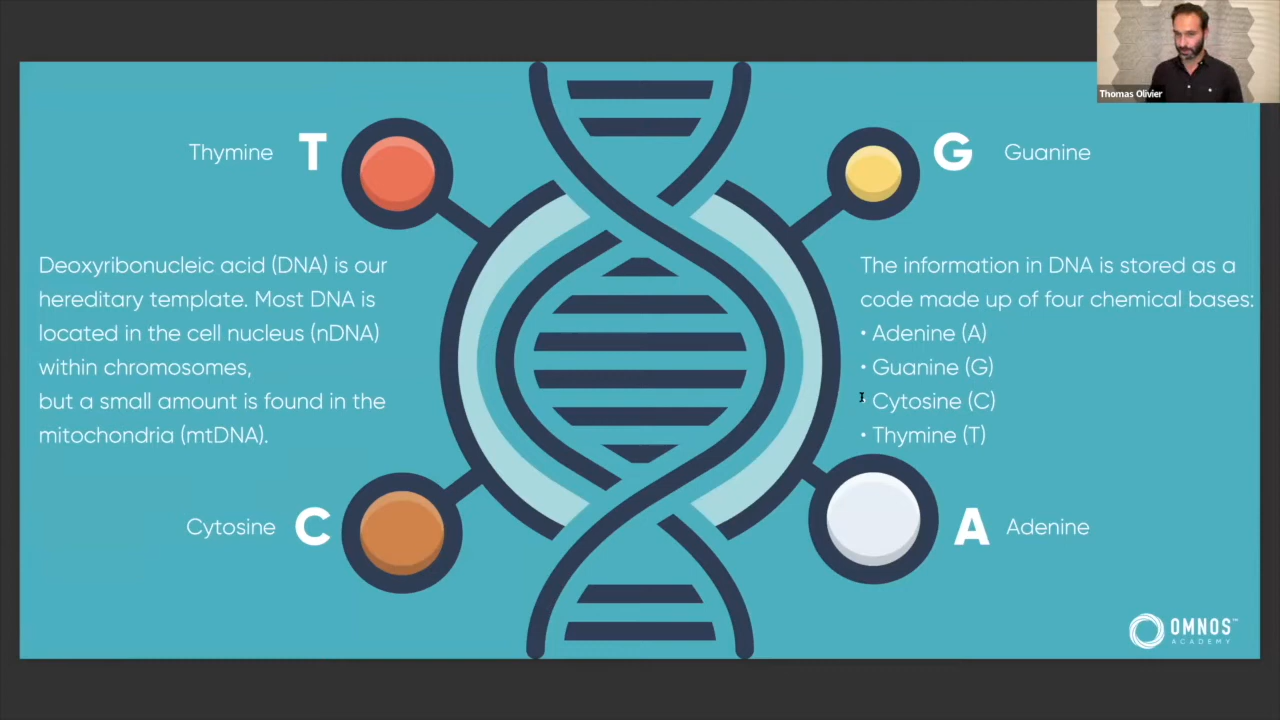 Thomas Olivier
Thymine T
G Guanine
Deoxyribonucleic acid (DNA) is our
hereditary template. Most DNA is
located in the cell nucleus (nDNA)
within chromosomes,
but a small amount is found in the
mitochondria (mtDNA).
The information in DNA is stored as a
code made up of four chemical bases:
• Adenine (A)
• Guanine (G)
• Cytosine (C)
• Thymine (T)
Cytosine C
A Adenine
OMNOS™
ACADEMY